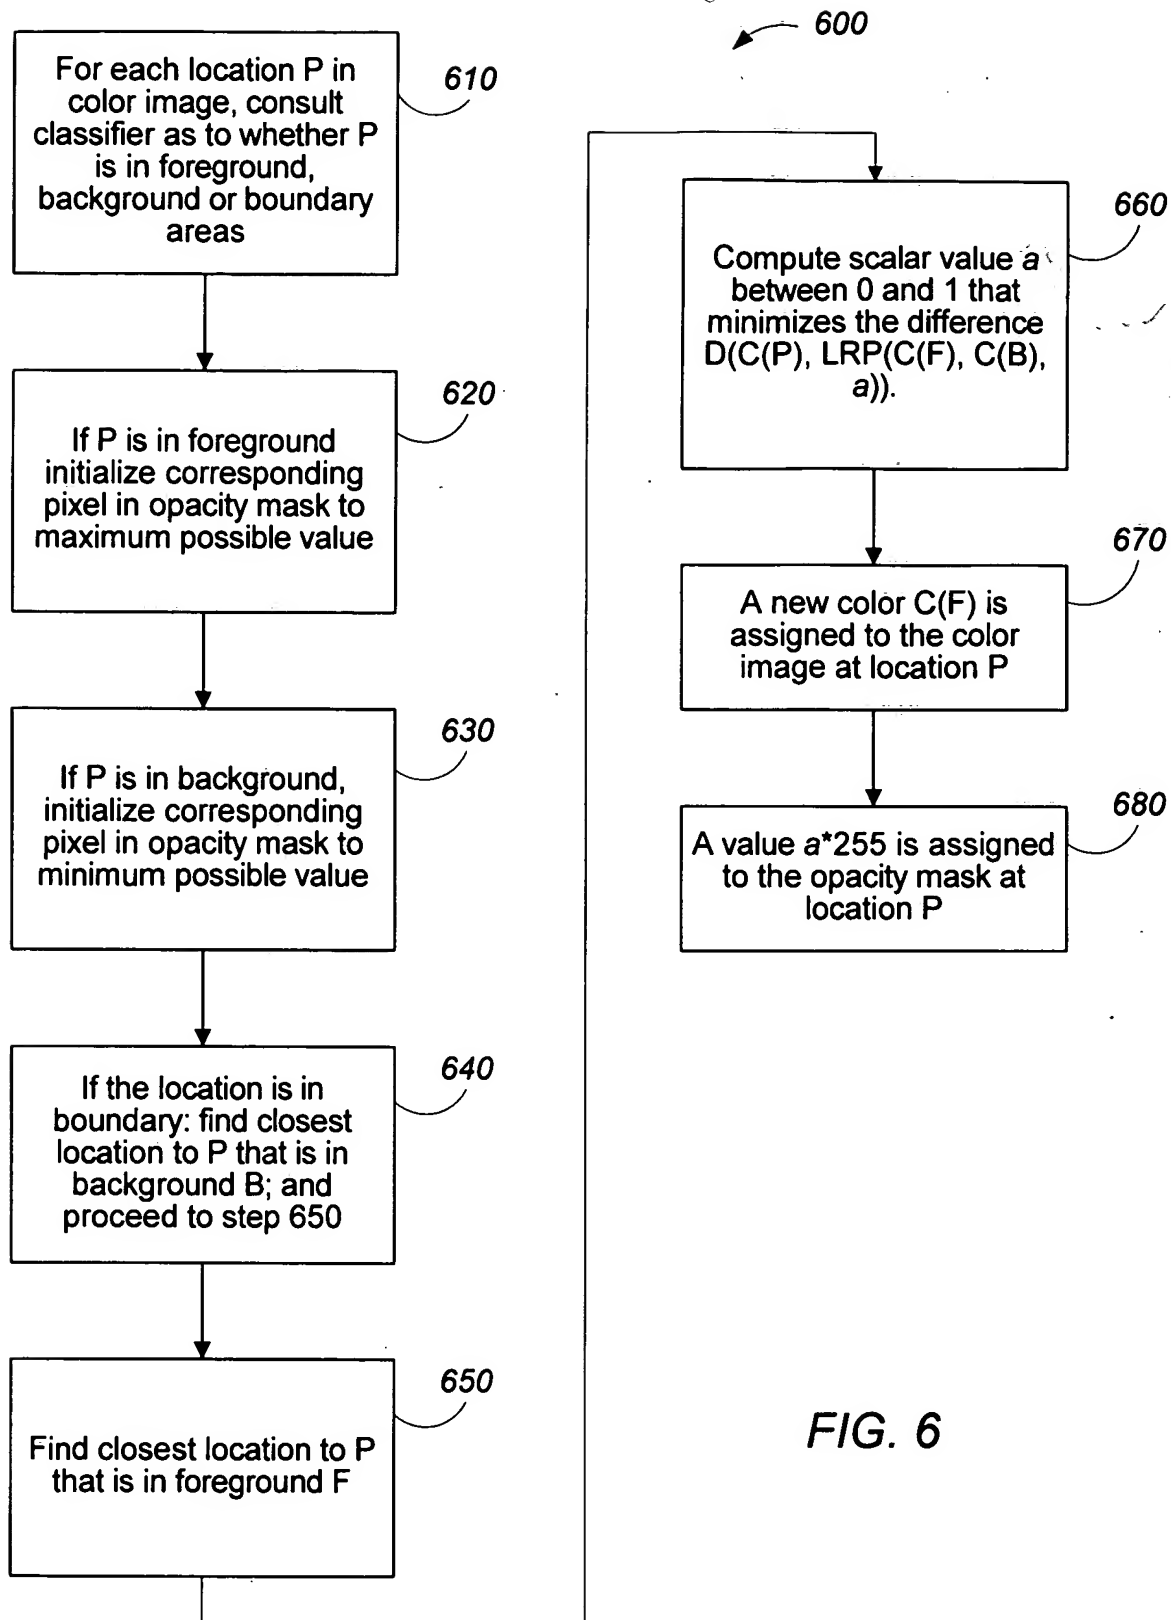 600
For each location P in
color image, consult
classifier as to whether P
is in foreground,
background or boundary
areas
610
If P is in foreground
initialize corresponding
pixel in opacity mask to
maximum possible value
620
If P is in background,
initialize corresponding
pixel in opacity mask to
minimum possible value
630
If the location is in
boundary: find closest
location to P that is in
background B; and
proceed to step 650
640
Find closest location to P
that is in foreground F
650
Compute scalar value a
between 0 and 1 that
minimizes the difference
D(C(P), LRP(C(F), C(B),
a)).
660
A new color C(F) is
assigned to the color
image at location P
670
A value a*255 is assigned
to the opacity mask at
location P
680
FIG. 6